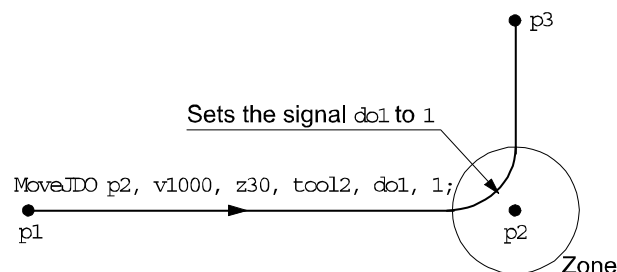 p3
Sets the signal do1 to 1
MoveJDO p2, v1000, z30, tool2, do1, 1;
p1
p2
Zone